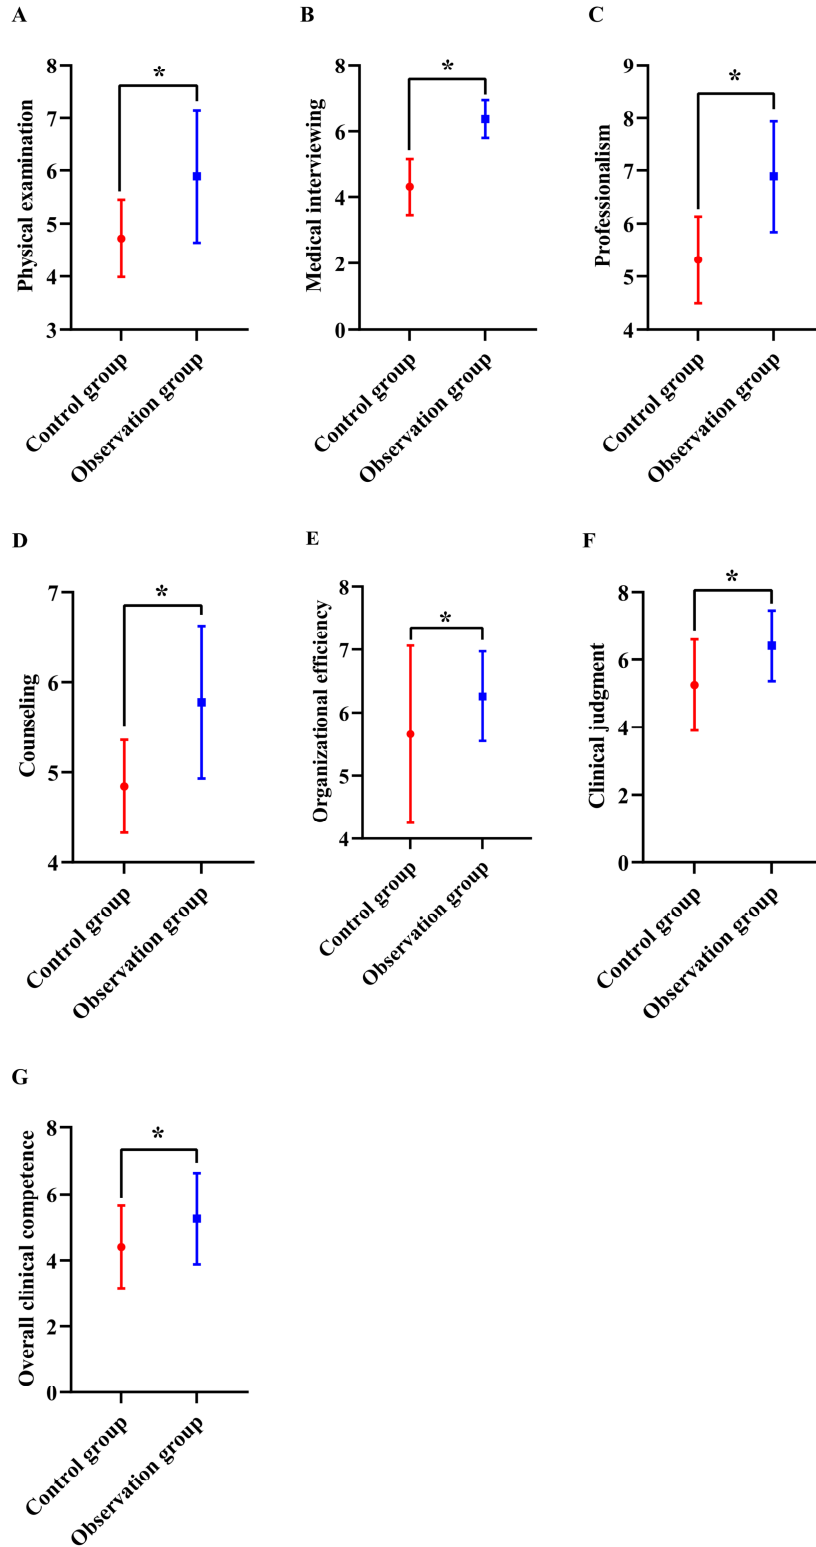 A
Physical examination
8
7
6
5
4
3
*
Control group
Observation group
B
Medical interviewing
8
6
4
2
0
*
Control group
Observation group
C
Professionalism
9
8
7
6
5
4
*
Control group
Observation group
D
Counseling
7
6
5
4
*
Control group
Observation group
E
Organizational efficiency
8
7
6
5
4
*
Control group
Observation group
F
Clinical judgment
8
6
4
2
0
*
Control group
Observation group
G
Overall clinical competence
8
6
4
2
0
*
Control group
Observation group